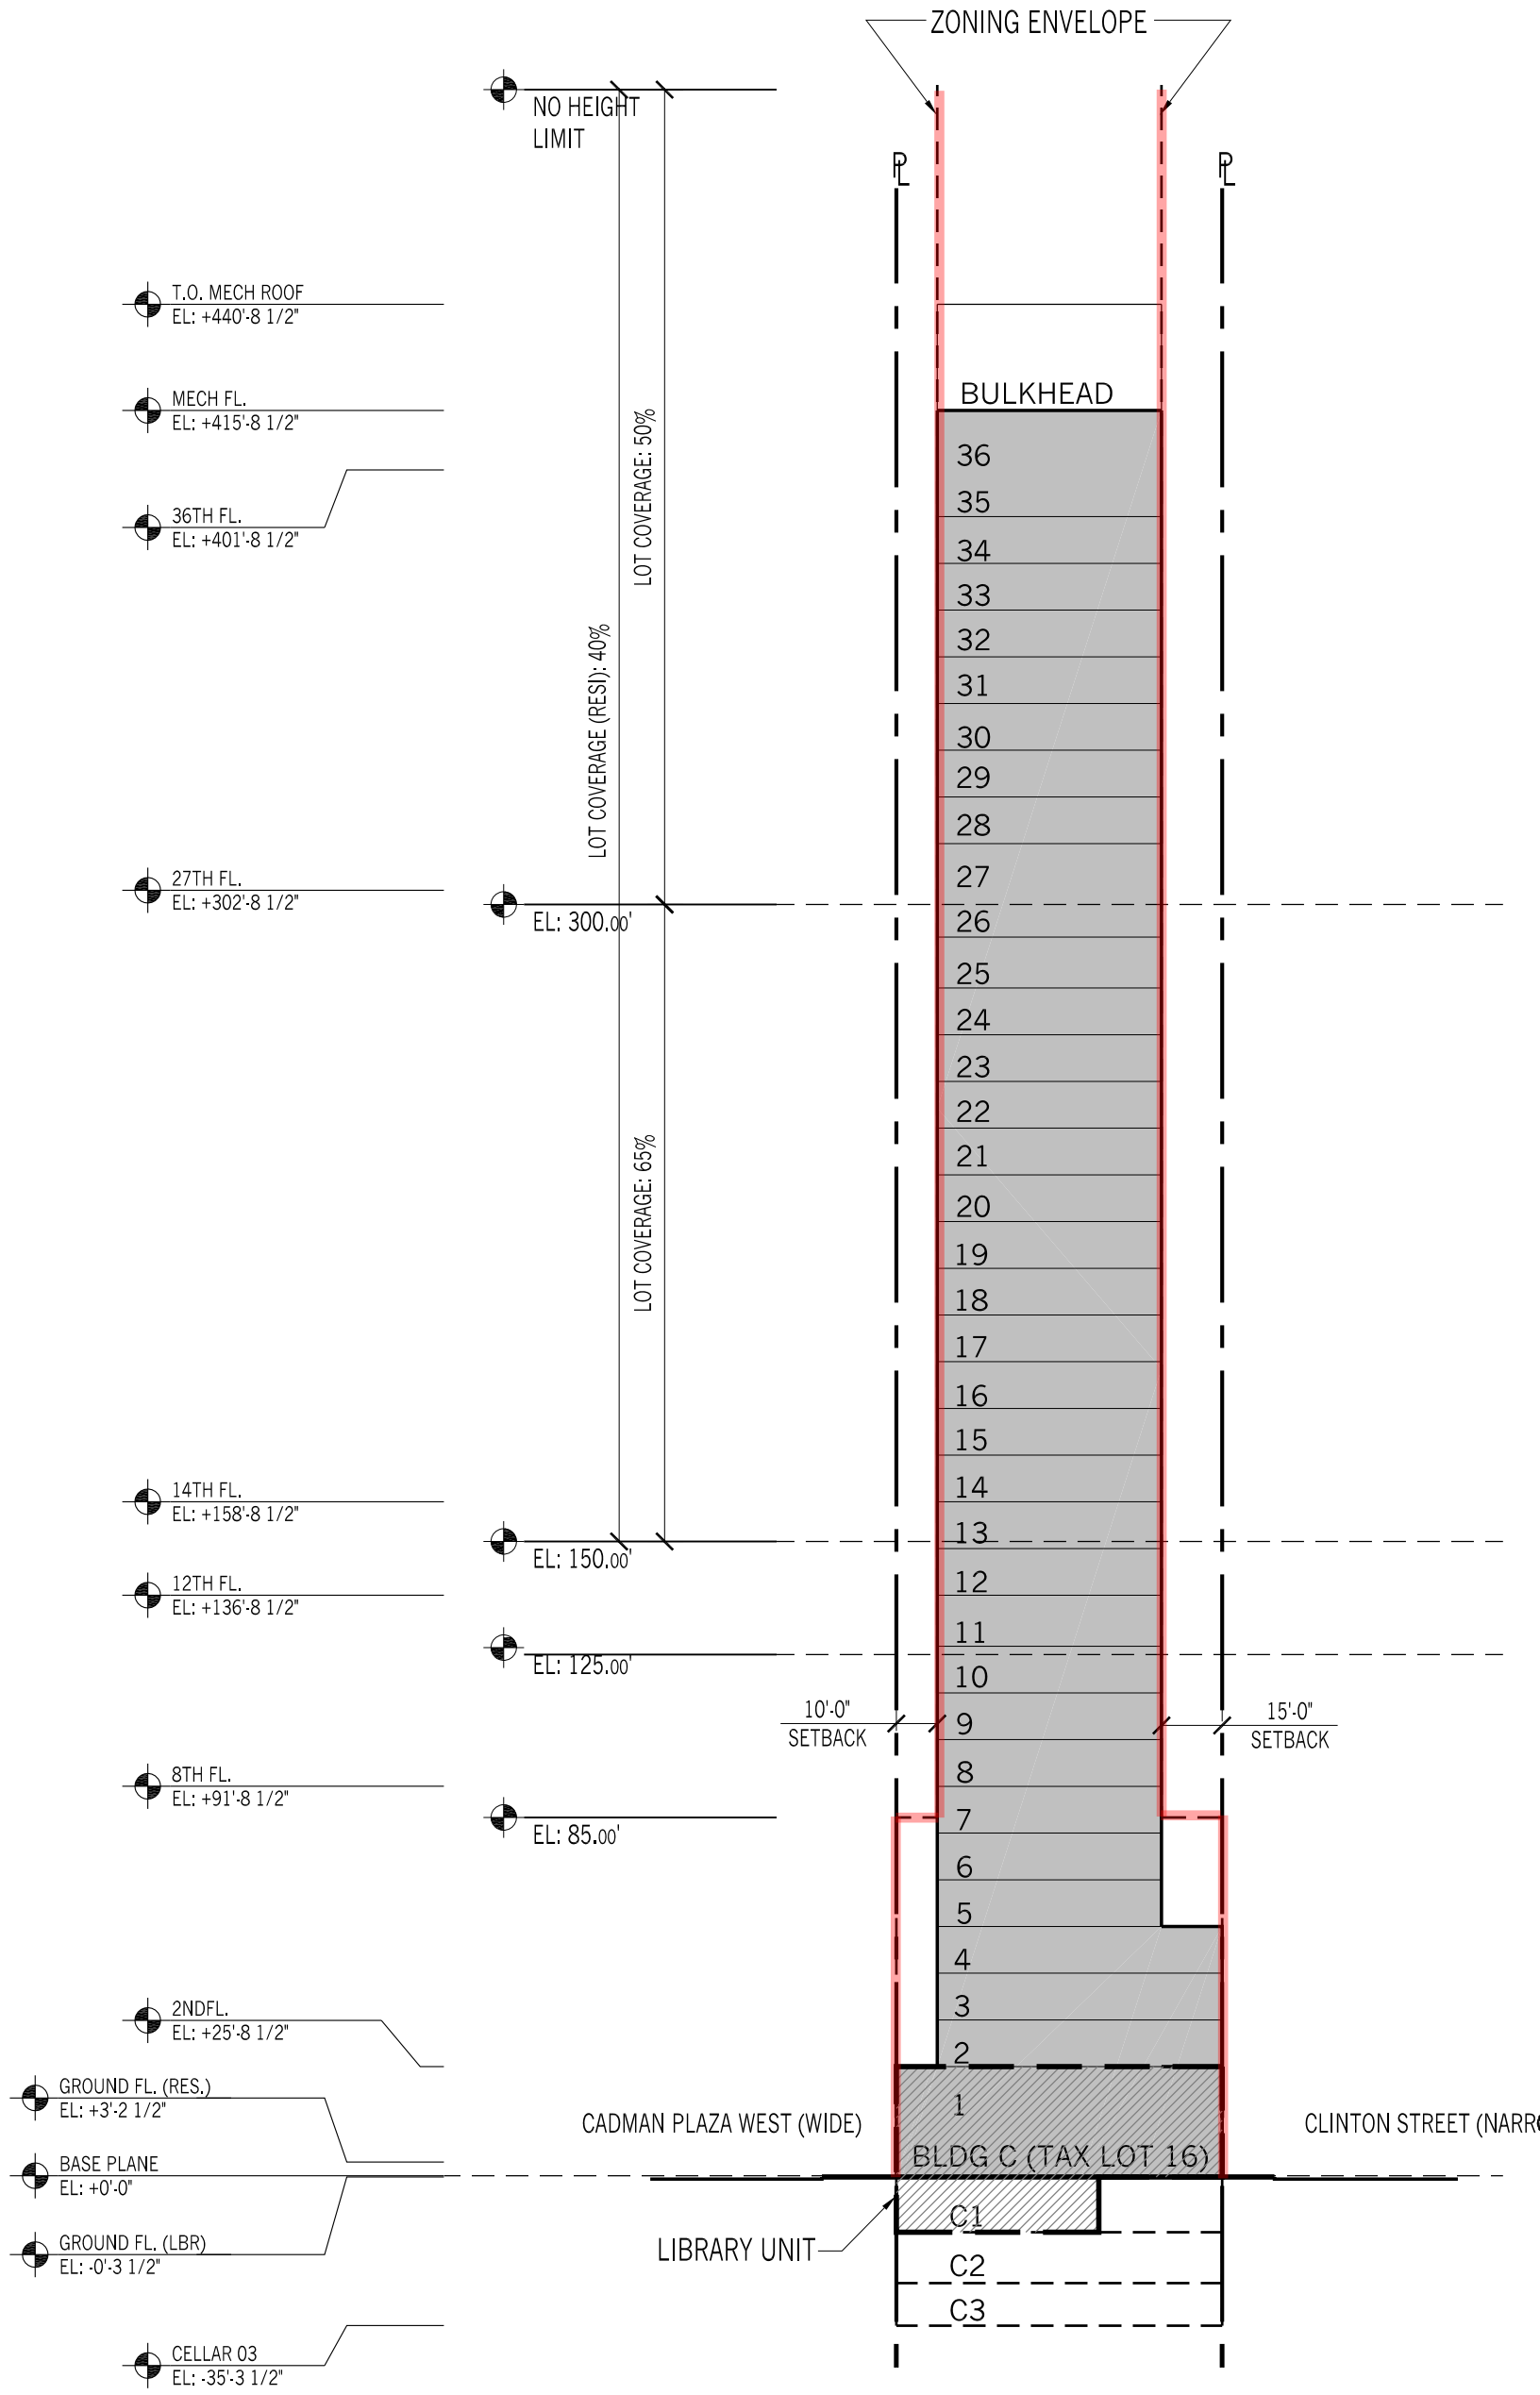 ZONING ENVELOPE
NO HEIGHT
LIMIT
PL
PL
T.O. MECH ROOF
EL: +440'-8 1/2"
MECH FL.
EL: +415'-8 1/2"
BULKHEAD
LOT COVERAGE: 50%
36
35
36TH FL.
EL: +401'-8 1/2"
34
33
32
LOT COVERAGE (RESI): 40%
31
30
29
28
27TH FL.
EL: +302'-8 1/2"
27
EL: 300.00'
26
25
24
23
22
LOT COVERAGE: 65%
21
20
19
18
17
16
15
14TH FL.
EL: +158'-8 1/2"
14
13
EL: 150.00'
12TH FL.
EL: +136'-8 1/2"
12
11
EL: 125.00'
10
10'-0"
SETBACK
9
15'-0"
SETBACK
8TH FL.
EL: +91'-8 1/2"
8
7
EL: 85.00'
6
5
4
3
2NDFL.
EL: +25'-8 1/2"
2
GROUND FL. (RES.)
EL: +3'-2 1/2"
1
CADMAN PLAZA WEST (WIDE)
CLINTON STREET (NARR
BLDG C (TAX LOT 16)
BASE PLANE
EL: +0'-0"
C1
GROUND FL. (LBR)
EL: -0'-3 1/2"
LIBRARY UNIT
C2
C3
CELLAR 03
EL: -35'-3 1/2"